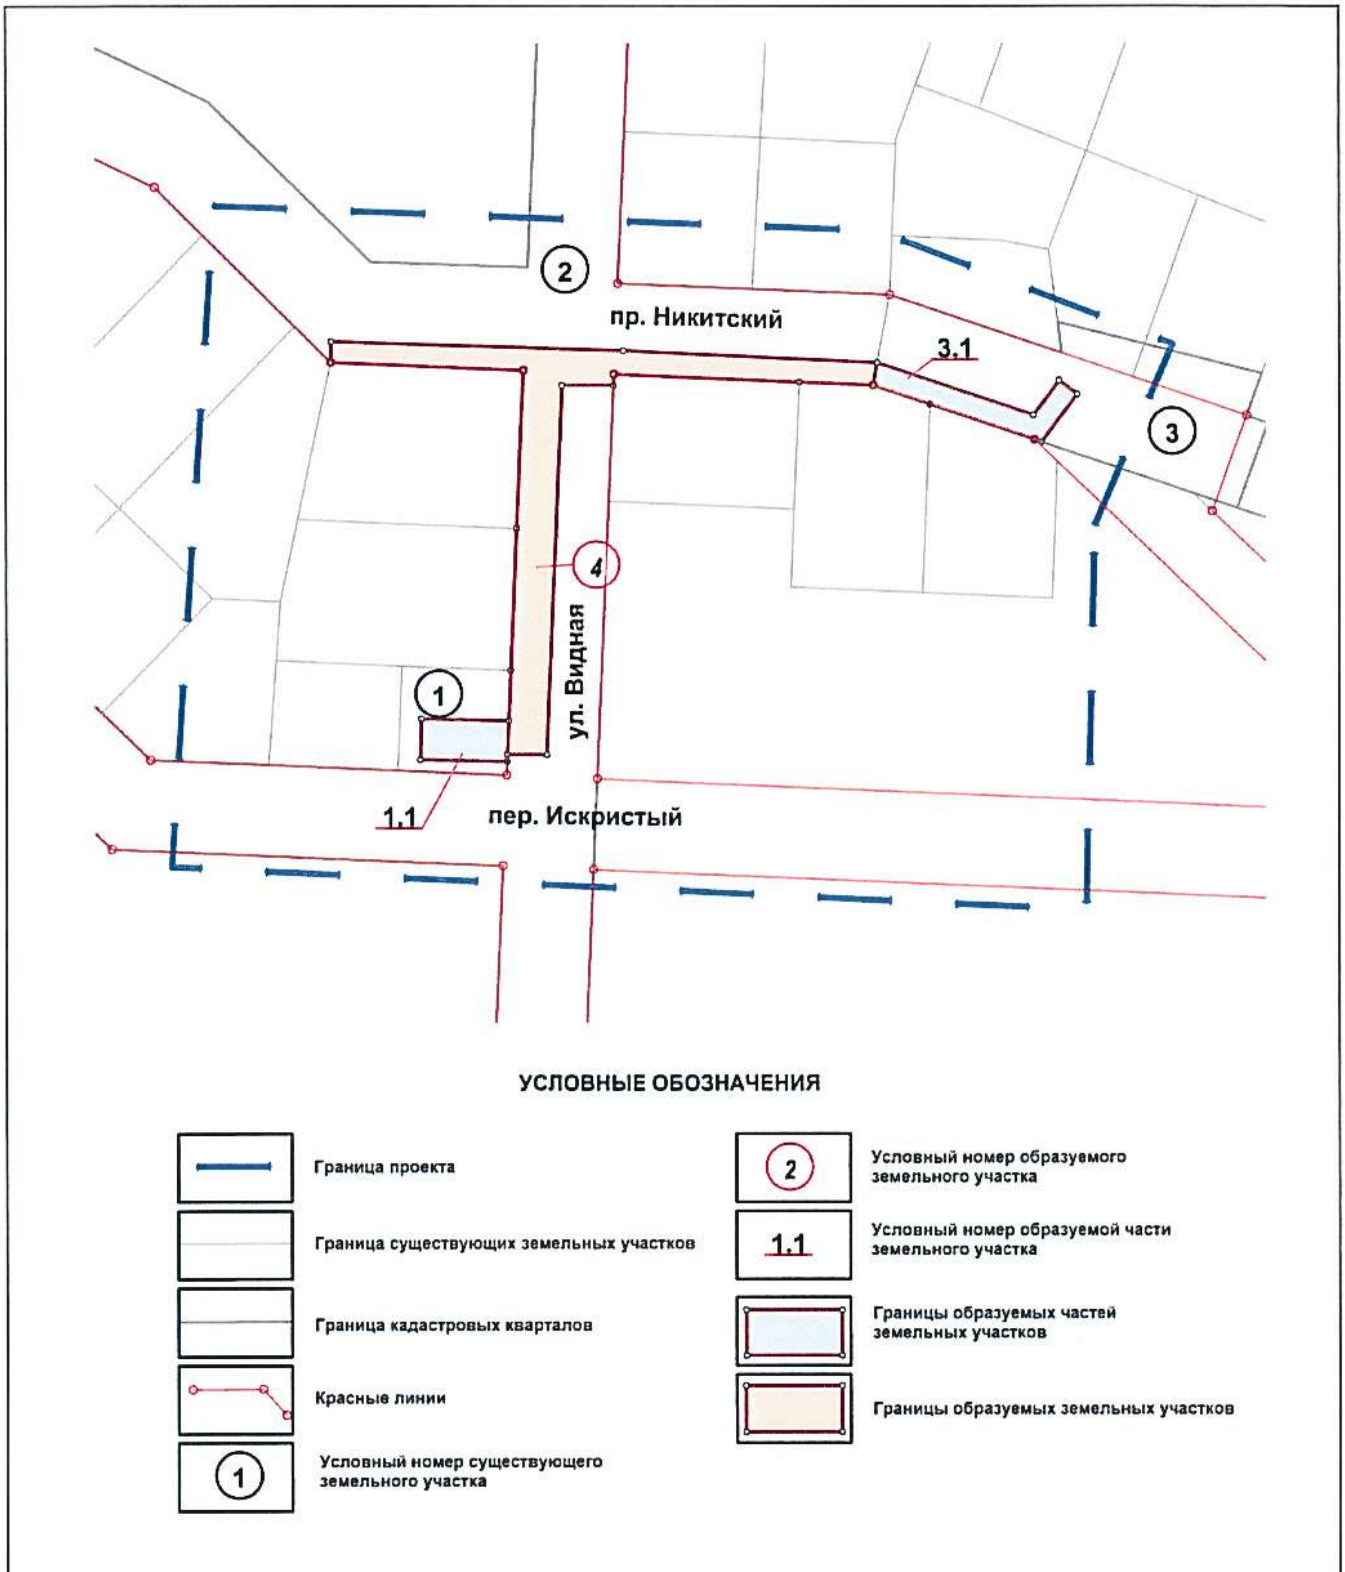 2
пр. Никитский
3.1
3
4
ул. Видная
1
1.1
пер. Искристый
УСЛОВНЫЕ ОБОЗНАЧЕНИЯ
Граница проекта
Граница существующих земельных участков
Граница кадастровых кварталов
Красные линии
1
Условный номер существующего
земельного участка
2
Условный номер образуемого
земельного участка
1.1
Условный номер образуемой части
земельного участка
Границы образуемых частей
земельных участков
Границы образуемых земельных участков